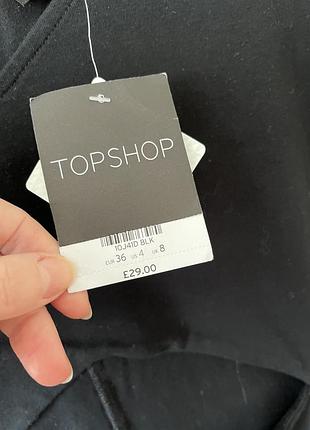 TOPSHOP
10J41D BLK
EUR 36 US 4 UK 8
£29.00